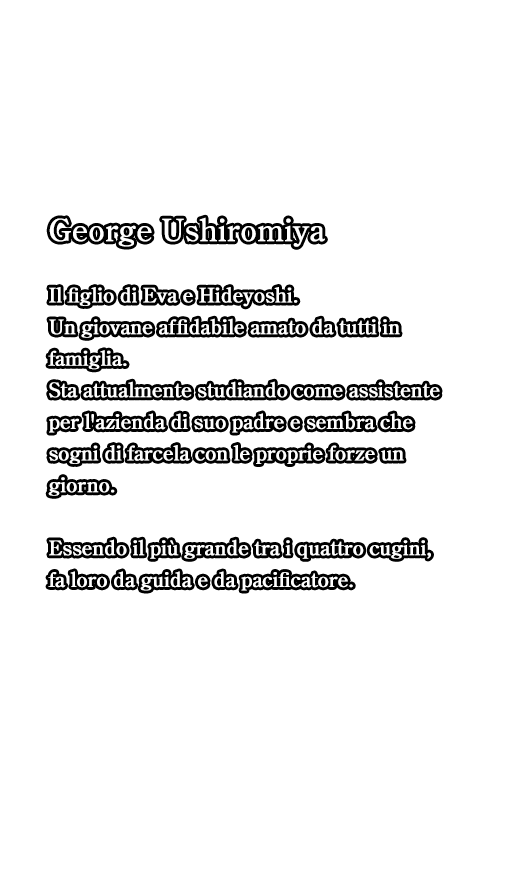 George Ushiromiya
Il figlio di Eva e Hideyoshi.
Un giovane affidabile amato da tutti in
famiglia.
Sta attualmente studiando come assistente
per l'azienda di suo padre e sembra che
sogni di farcela con le proprie forze un
giorno.
Essendo il più grande tra i quattro cugini,
fa loro da guida e da pacificatore.